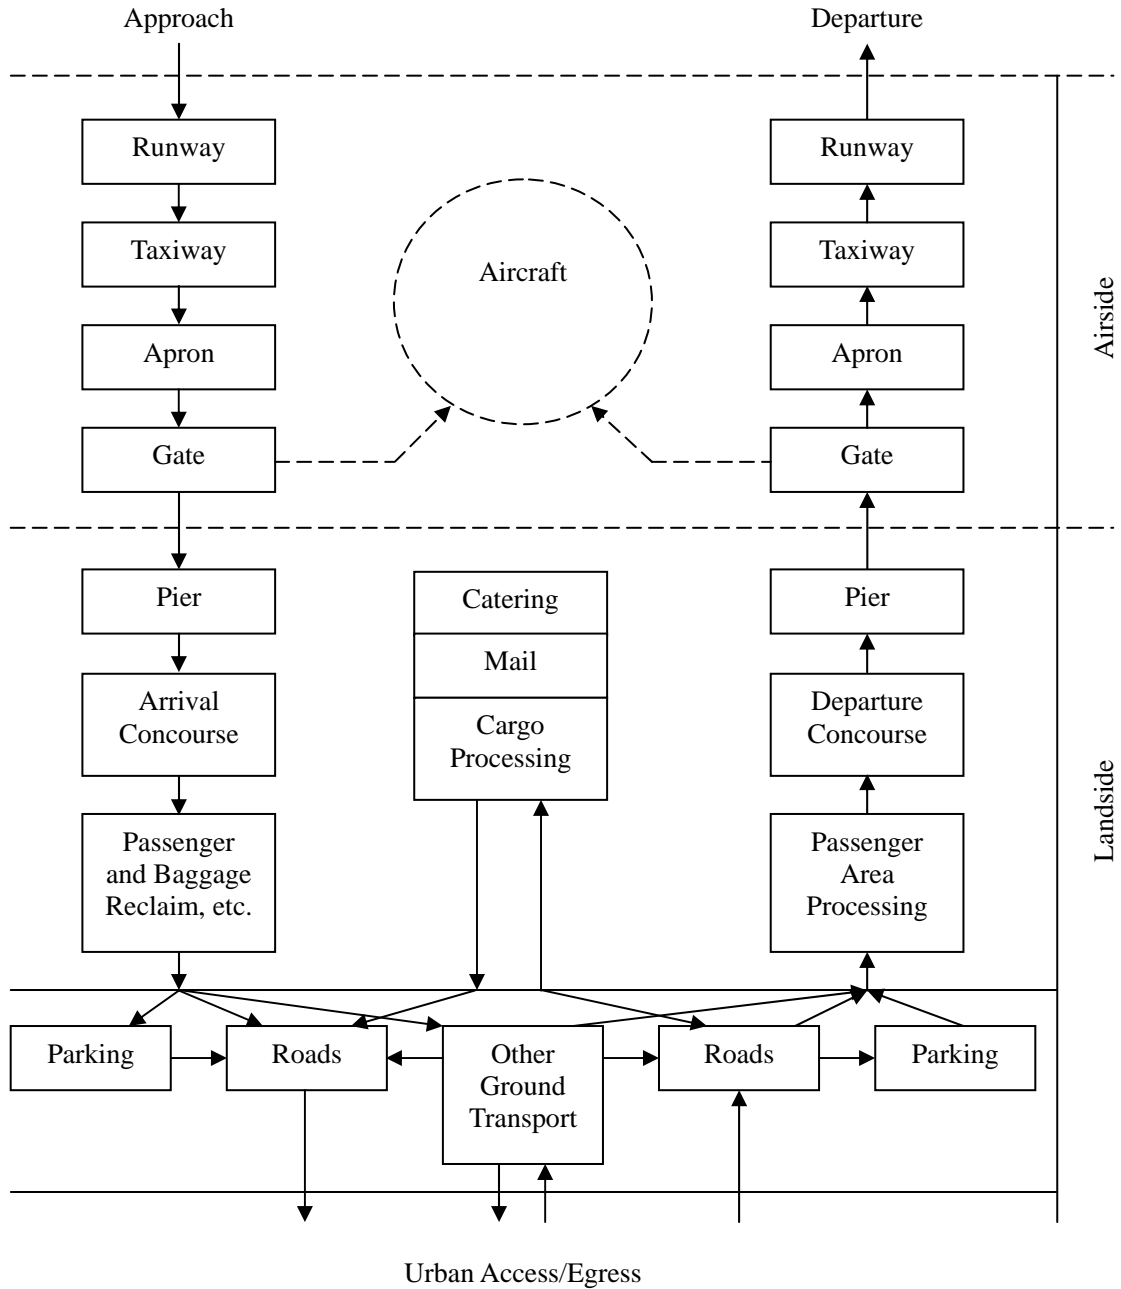 Approach
Departure
Runway
Runway
Taxiway
Aircraft
Taxiway
Airside
Apron
Apron
Gate
Gate
Pier
Catering
Pier
Mail
Arrival
Concourse
Cargo
Processing
Departure
Concourse
Landside
Passenger
and Baggage
Reclaim, etc.
Passenger
Area
Processing
Parking
Roads
Other
Ground
Transport
Roads
Parking
Urban Access/Egress